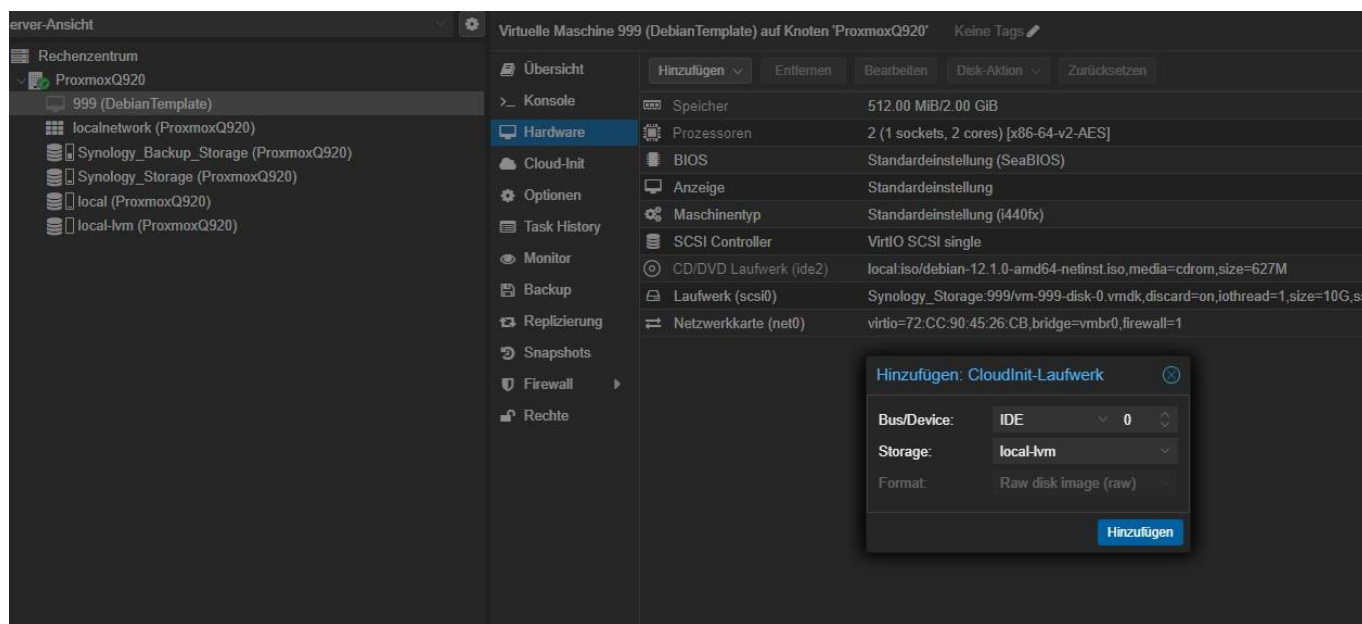 erver-Ansicht
Rechenzentrum
ProxmoxQ920
999 (DebianTemplate)
localnetwork (ProxmoxQ920)
Synology_Backup_Storage (ProxmoxQ920)
Synology_Storage (ProxmoxQ920)
local (ProxmoxQ920)
local-lvm (ProxmoxQ920)
Virtuelle Maschine 999 (DebianTemplate) auf Knoten 'ProxmoxQ920' Keine Tags
Übersicht
Konsole
Hardware
Cloud-Init
Optionen
Task History
Monitor
Backup
Replizierung
Snapshots
Firewall
Rechte
Hinzufügen Entfernen Bearbeiten Disk-Aktion Zurücksetzen
Speicher 512.00 MiB/2.00 GiB
Prozessoren 2 (1 sockets, 2 cores) [x86-64-v2-AES]
BIOS Standardeinstellung (SeaBIOS)
Anzeige Standardeinstellung
Maschinentyp Standardeinstellung (i440fx)
SCSI Controller VirtIO SCSI single
CD/DVD Laufwerk (ide2) local:iso/debian-12.1.0-amd64-netinst.iso,media=cdrom,size=627M
Laufwerk (scsi0) Synology_Storage:999/vm-999-disk-0.vmdk,discard=on,iothread=1,size=10G,s
Netzwerkkarte (net0) virtio=72:CC:90:45:26:CB,bridge=vmbr0,firewall=1
Hinzufügen: CloudInit-Laufwerk
Bus/Device: IDE 0
Storage: local-lvm
Format: Raw disk image (raw)
Hinzufügen